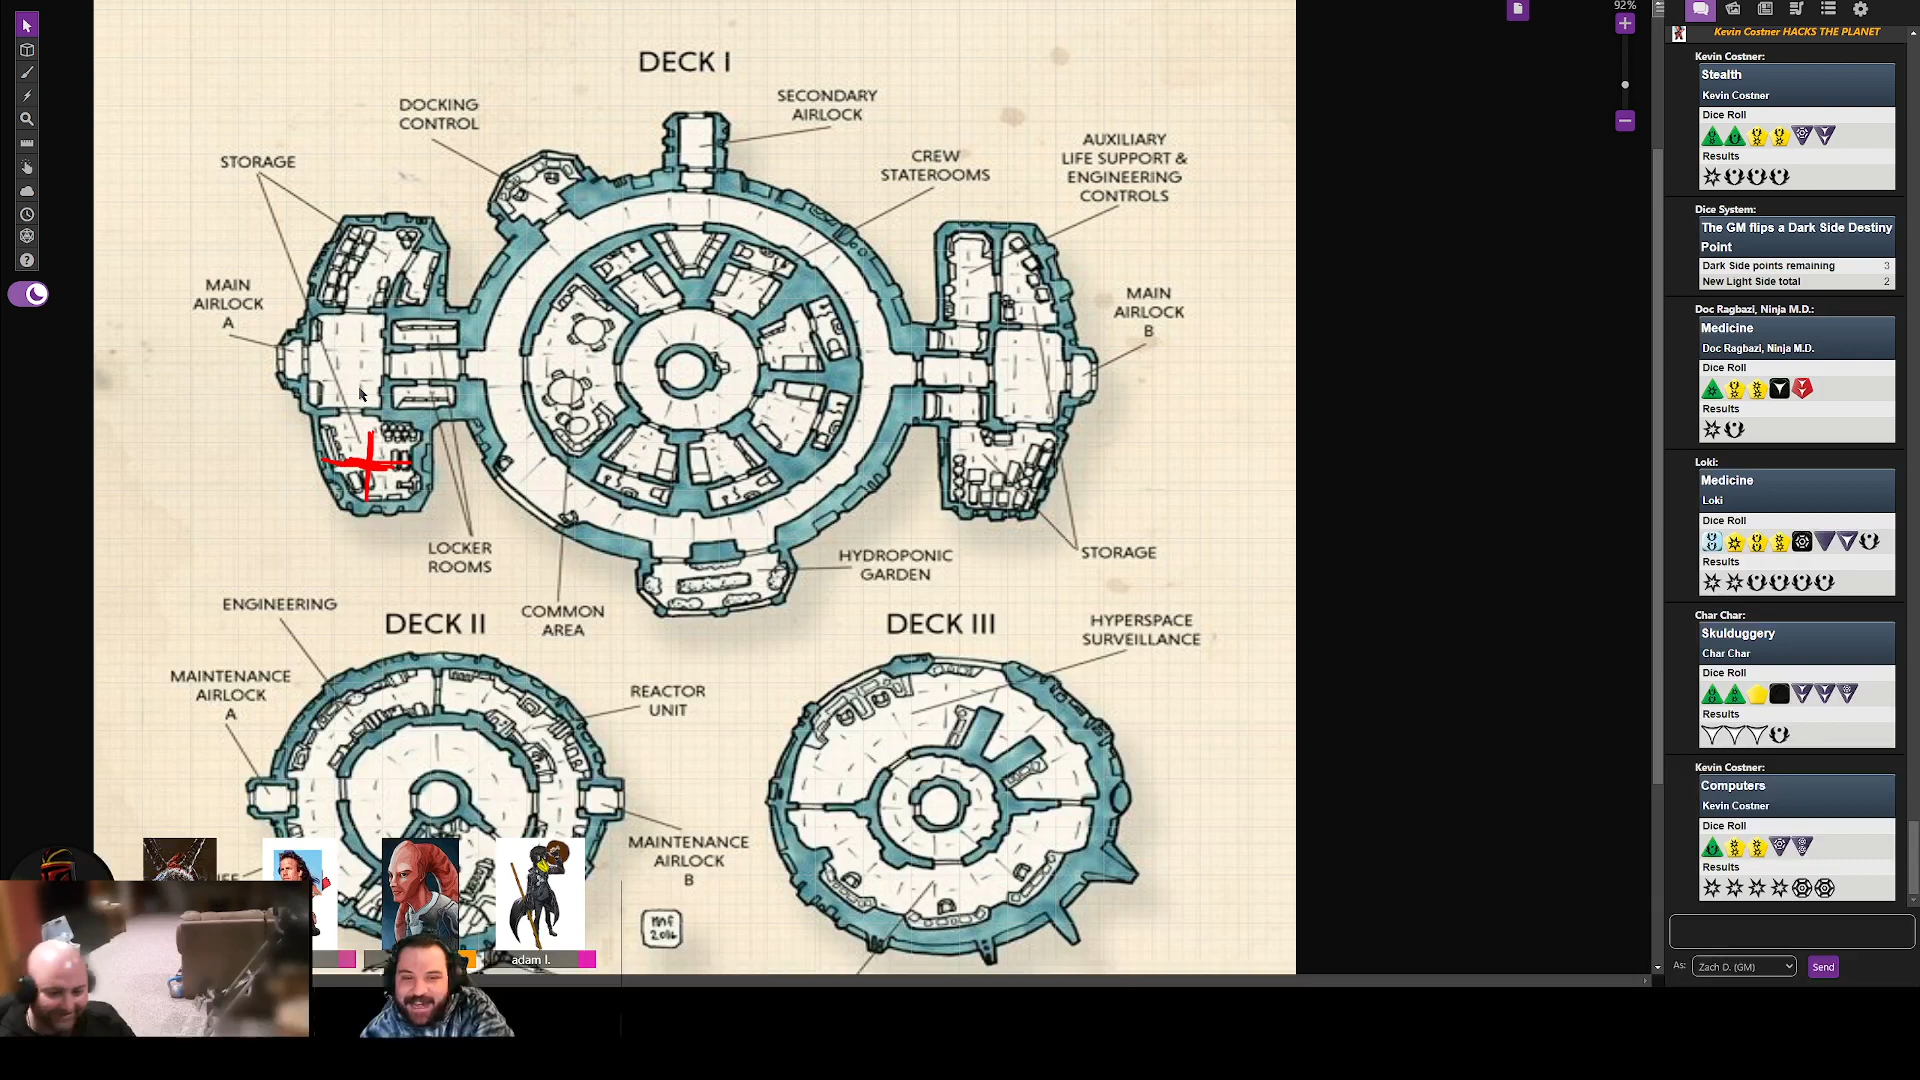 92%
DECK I
DOCKING
CONTROL
SECONDARY
AIRLOCK
AUXILIARY
LIFE SUPPORT &
ENGINEERING
CONTROLS
STORAGE
CREW
STATEROOMS
MAIN
AIRLOCK
A
MAIN
AIRLOCK
B
LOCKER
ROOMS
HYDROPONIC
GARDEN
STORAGE
ENGINEERING
DECK II
COMMON
AREA
DECK III
HYPERSPACE
SURVEILLANCE
MAINTENANCE
AIRLOCK
A
REACTOR
UNIT
MAINTENANCE
AIRLOCK
B
2016
adam l.
Kevin Costner HACKS THE PLANET
Kevin Costner:
Stealth
Kevin Costner
Dice Roll
Results
Dice System:
The GM flips a Dark Side Destiny
Point
Dark Side points remaining 3
New Light Side total 2
Doc Ragbazi, Ninja M.D.:
Medicine
Doc Ragbazi, Ninja M.D.
Dice Roll
Results
Loki:
Medicine
Loki
Dice Roll
Results
Char Char:
Skulduggery
Char Char
Dice Roll
Results
Kevin Costner:
Computers
Kevin Costner
Dice Roll
Results
As: Zach D. (GM) Send